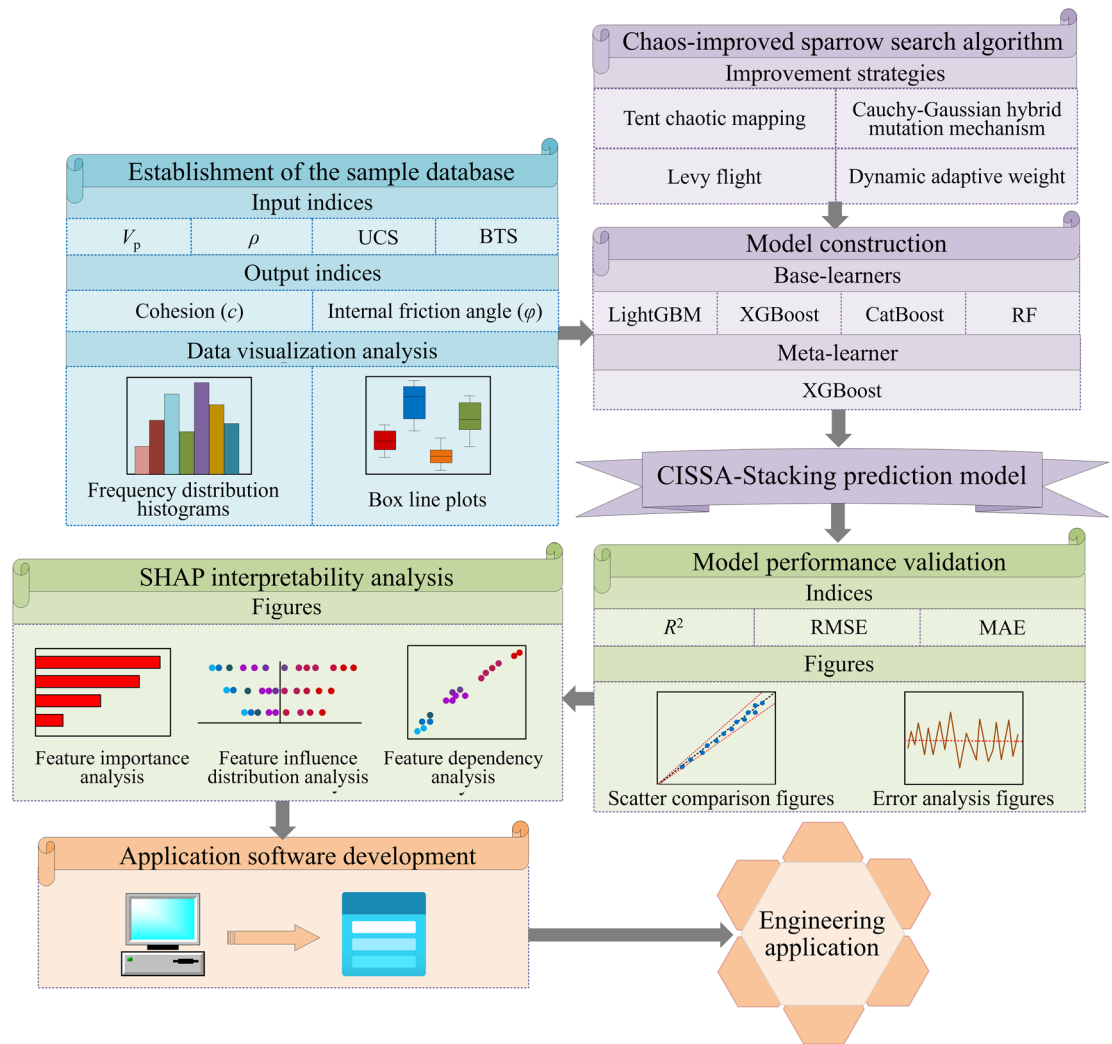 Chaos-improved sparrow search algorithm
Improvement strategies
Tent chaotic mapping
Cauchy-Gaussian hybrid
mutation mechanism
Levy flight
Dynamic adaptive weight
Establishment of the sample database
Input indices
Vp
ρ
UCS
BTS
Output indices
Cohesion (c)
Internal friction angle (φ)
Data visualization analysis
Frequency distribution
histograms
Box line plots
Model construction
Base-learners
LightGBM
XGBoost
CatBoost
RF
Meta-learner
XGBoost
CISSA-Stacking prediction model
Model performance validation
Indices
R²
RMSE
MAE
Figures
Scatter comparison figures
Error analysis figures
SHAP interpretability analysis
Figures
Feature importance
analysis
Feature influence
distribution analysis
Feature dependency
analysis
Application software development
Engineering
application